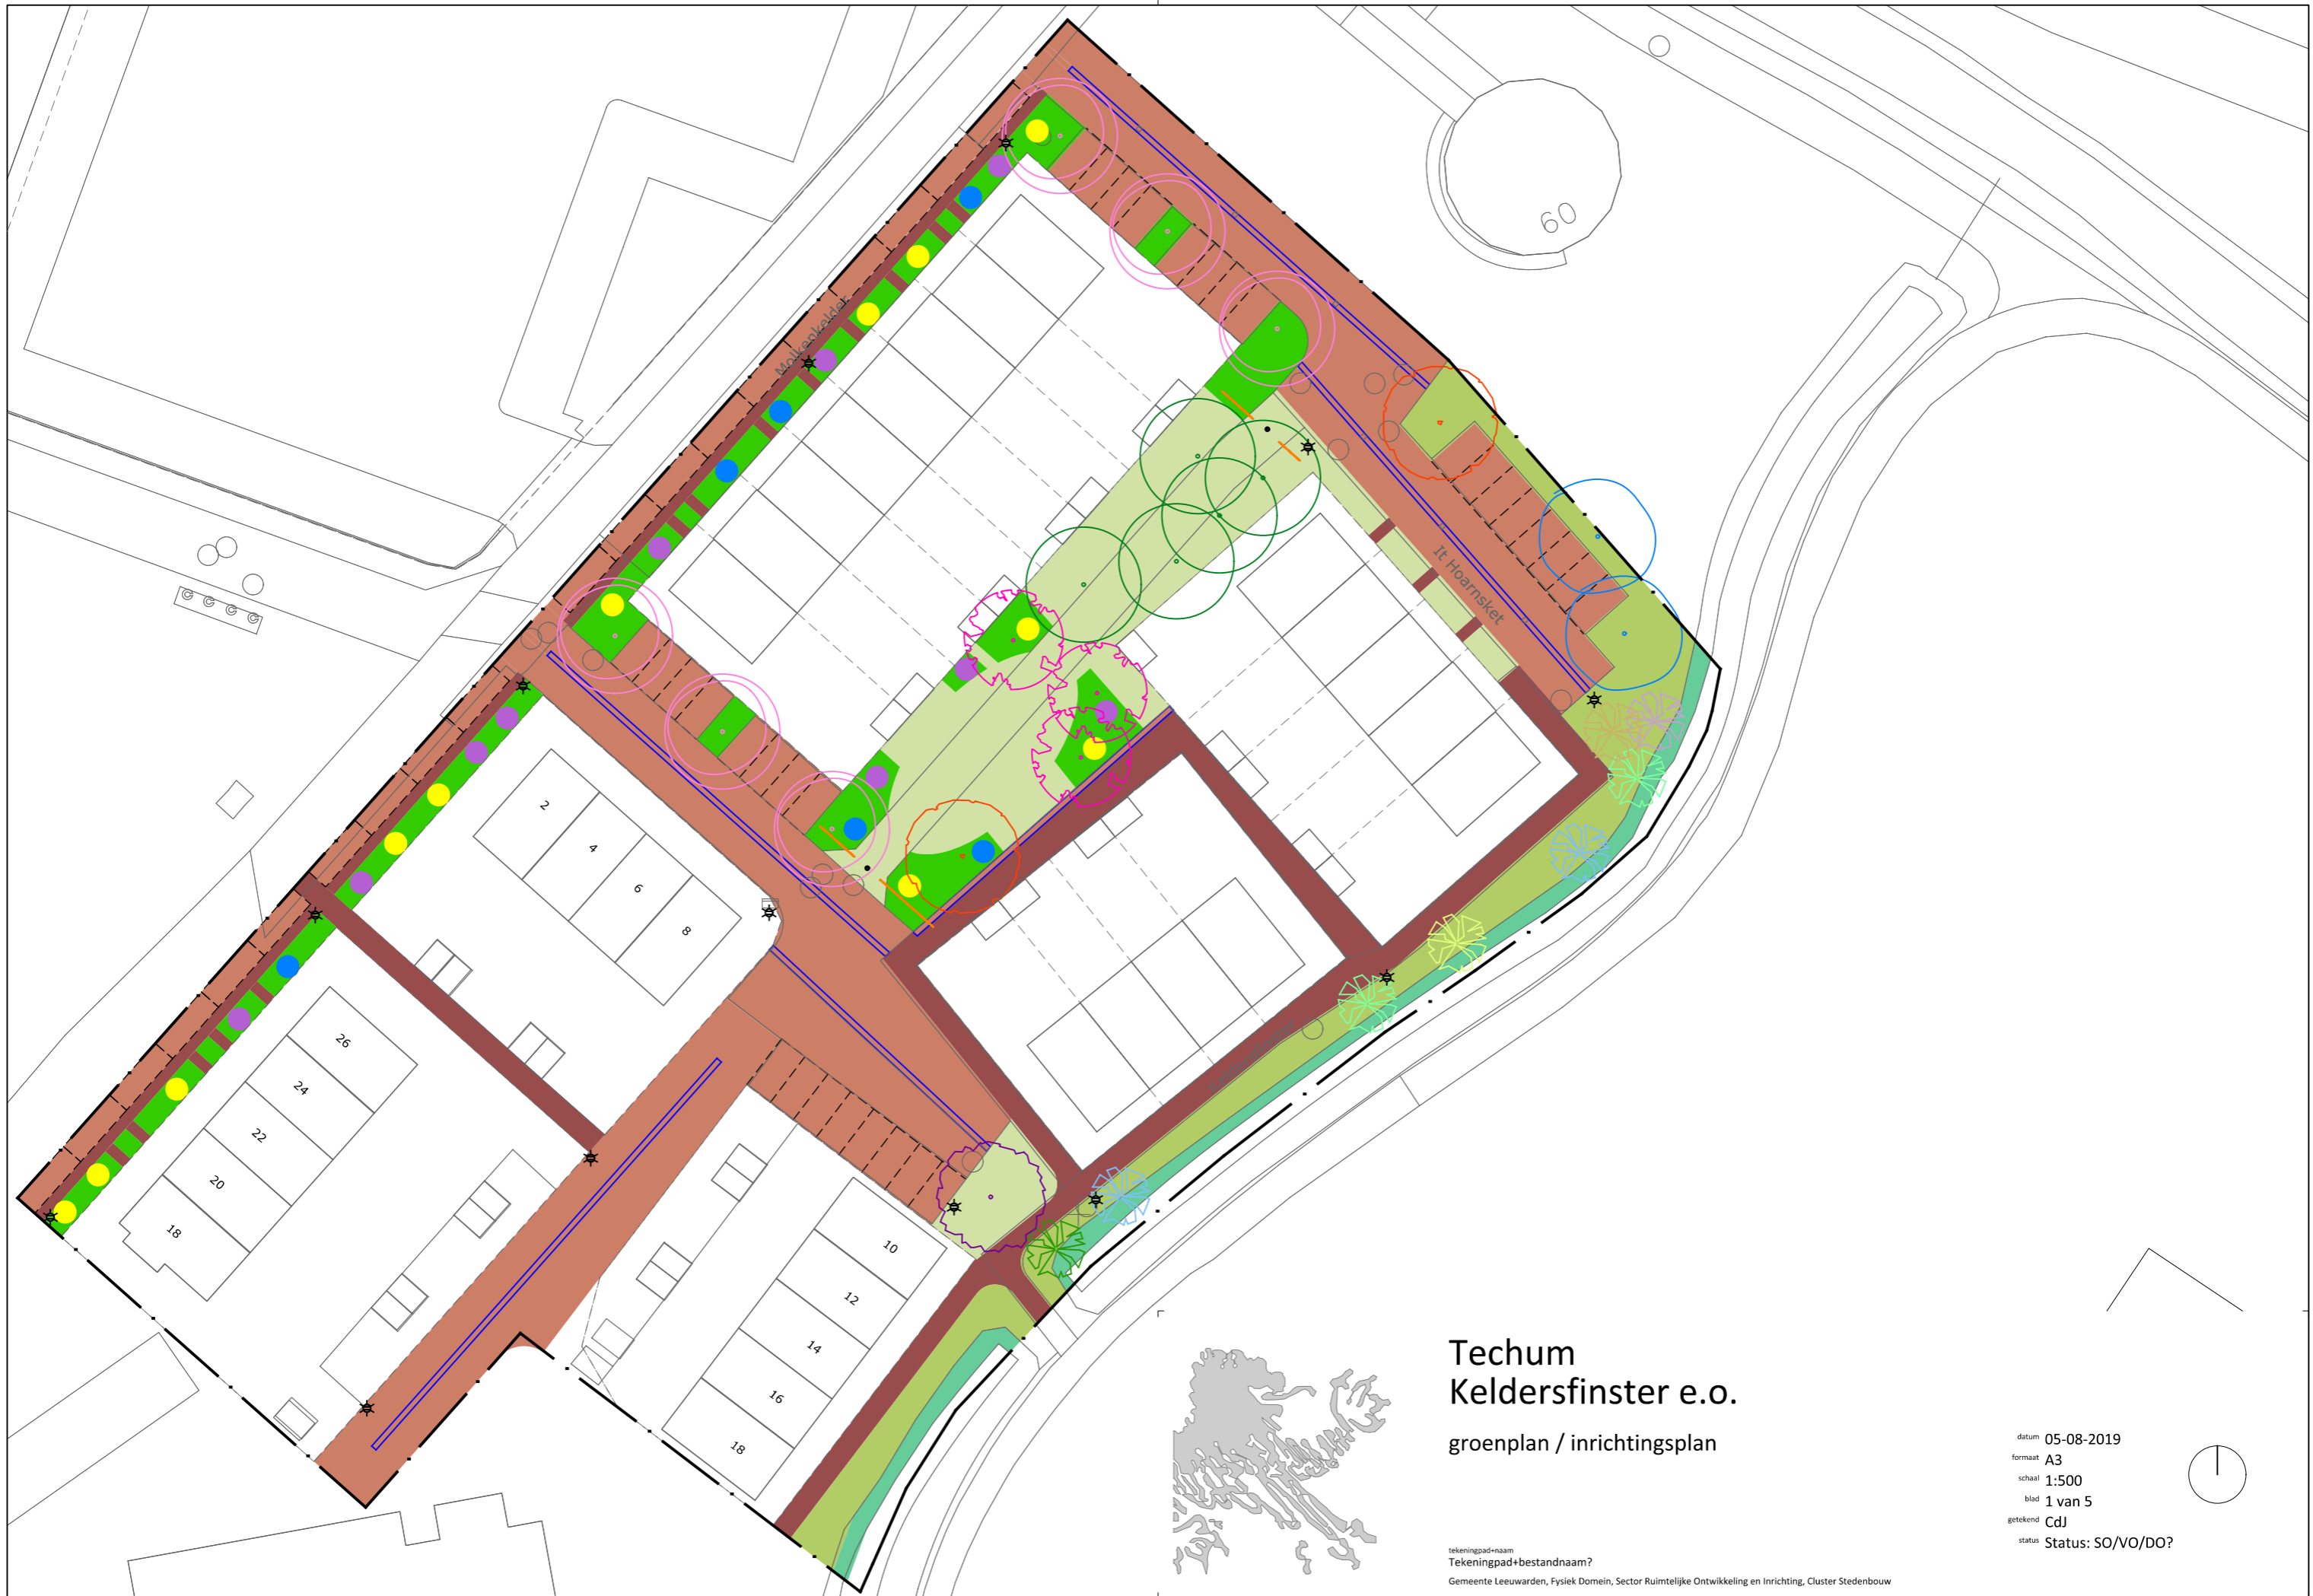 60
Molkenkelder
It Hoarnsket
2
4
6
8
26
24
22
20
18
10
12
14
16
18
Techum
Keldersfinster e.o.
groenplan / inrichtingsplan
datum 05-08-2019
formaat A3
schaal 1:500
blad 1 van 5
getekend CdJ
status Status: SO/VO/DO?
tekeningpad+naam
Tekeningpad+bestandnaam?
Gemeente Leeuwarden, Fysiek Domein, Sector Ruimtelijke Ontwikkeling en Inrichting, Cluster Stedenbouw